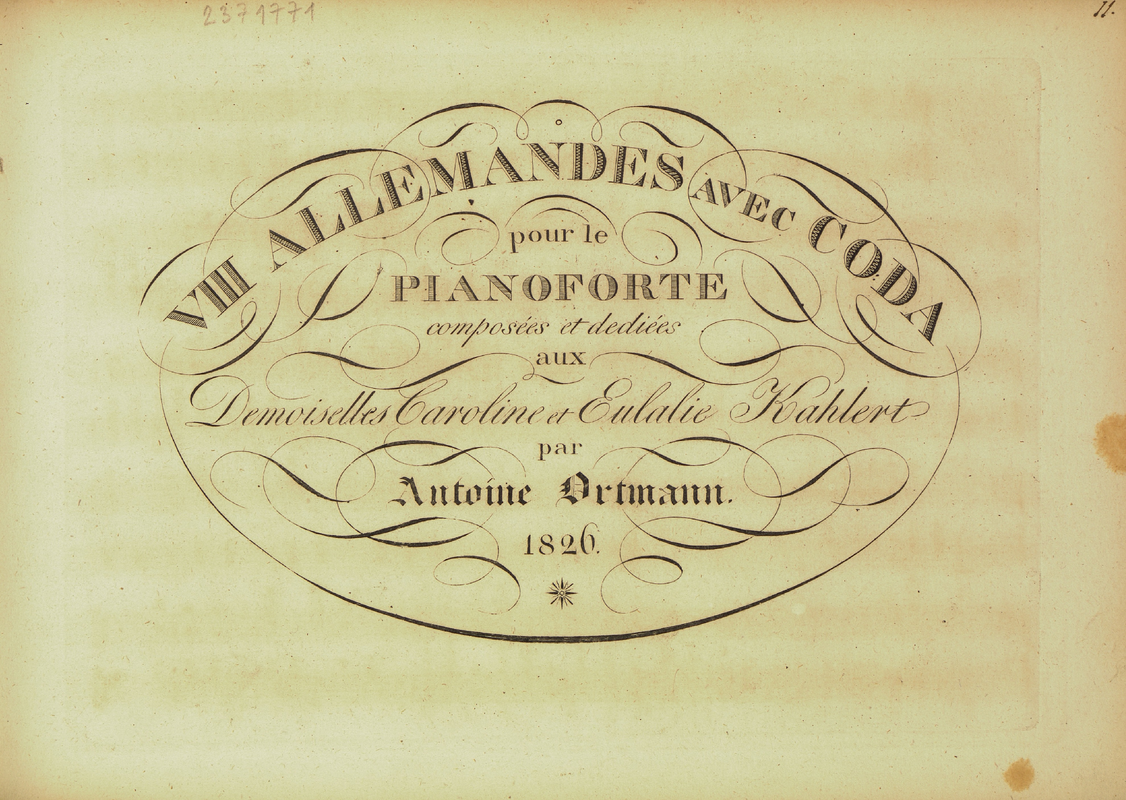 2371771
11.
VIII ALLEMANDES AVEC CODA
pour le
PIANOFORTE
composées et dediées
aux
Demoiselles Caroline et Eulalie Kahlert
par
Antoine Ortmann.
1826.